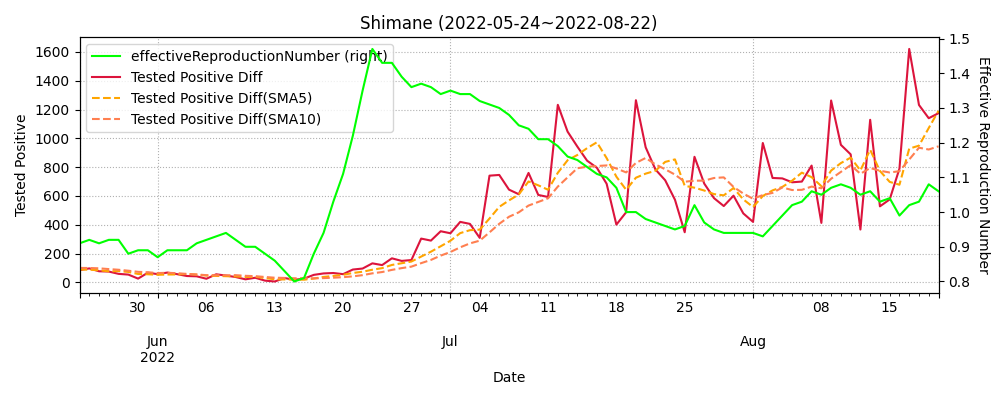 Shimane (2022-05-24~2022-08-22)
effectiveReproductionNumber (right)
Tested Positive Diff
Tested Positive Diff(SMA5)
Tested Positive Diff(SMA10)
Tested Positive
1600
1400
1200
1000
800
600
400
200
0
1.5
1.4
1.3
1.2
1.1
1.0
0.9
0.8
Effective Reproduction Number
30 06 13 20 27 04 11 18 25 08 15
Jun Jul Aug
2022
Date